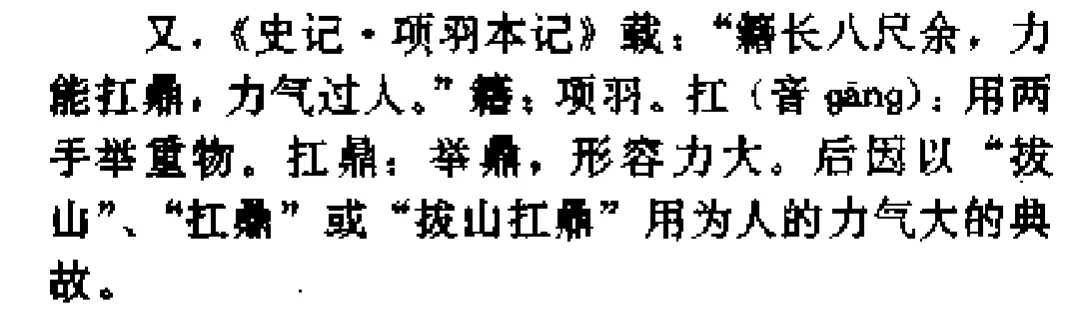 又，《史记·项羽本记》载：“籍长八尺余，力
能扛鼎，力气过人。”籍：项羽。扛（音gāng）：用两
手举重物。扛鼎：举鼎，形容力大。后因以“拔
山”、“扛鼎”或“拔山扛鼎”用为人的力气大的典
故。